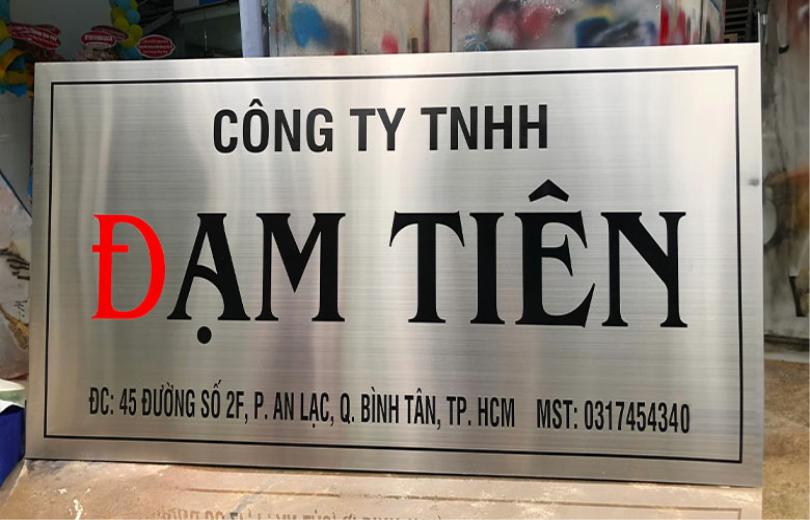 CÔNG TY TNHH
ĐẠM TIÊN
ĐC: 45 ĐƯỜNG SỐ 2F, P. AN LẠC, Q. BÌNH TÂN, TP. HCM MST: 0317454340